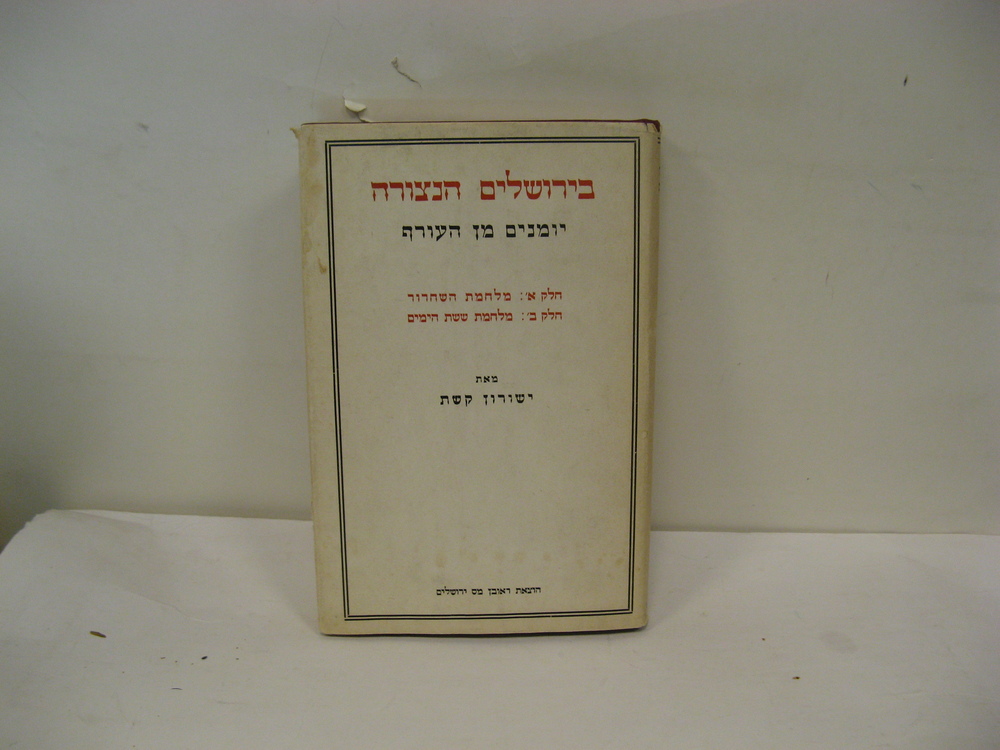 בירושלים הנצורה
יומנים מן העורף
חלק א׳: מלחמת השחרור
חלק ב׳: מלחמת ששת הימים
מאת
ישורון קשת
הוצאת ראובן מס ירושלים